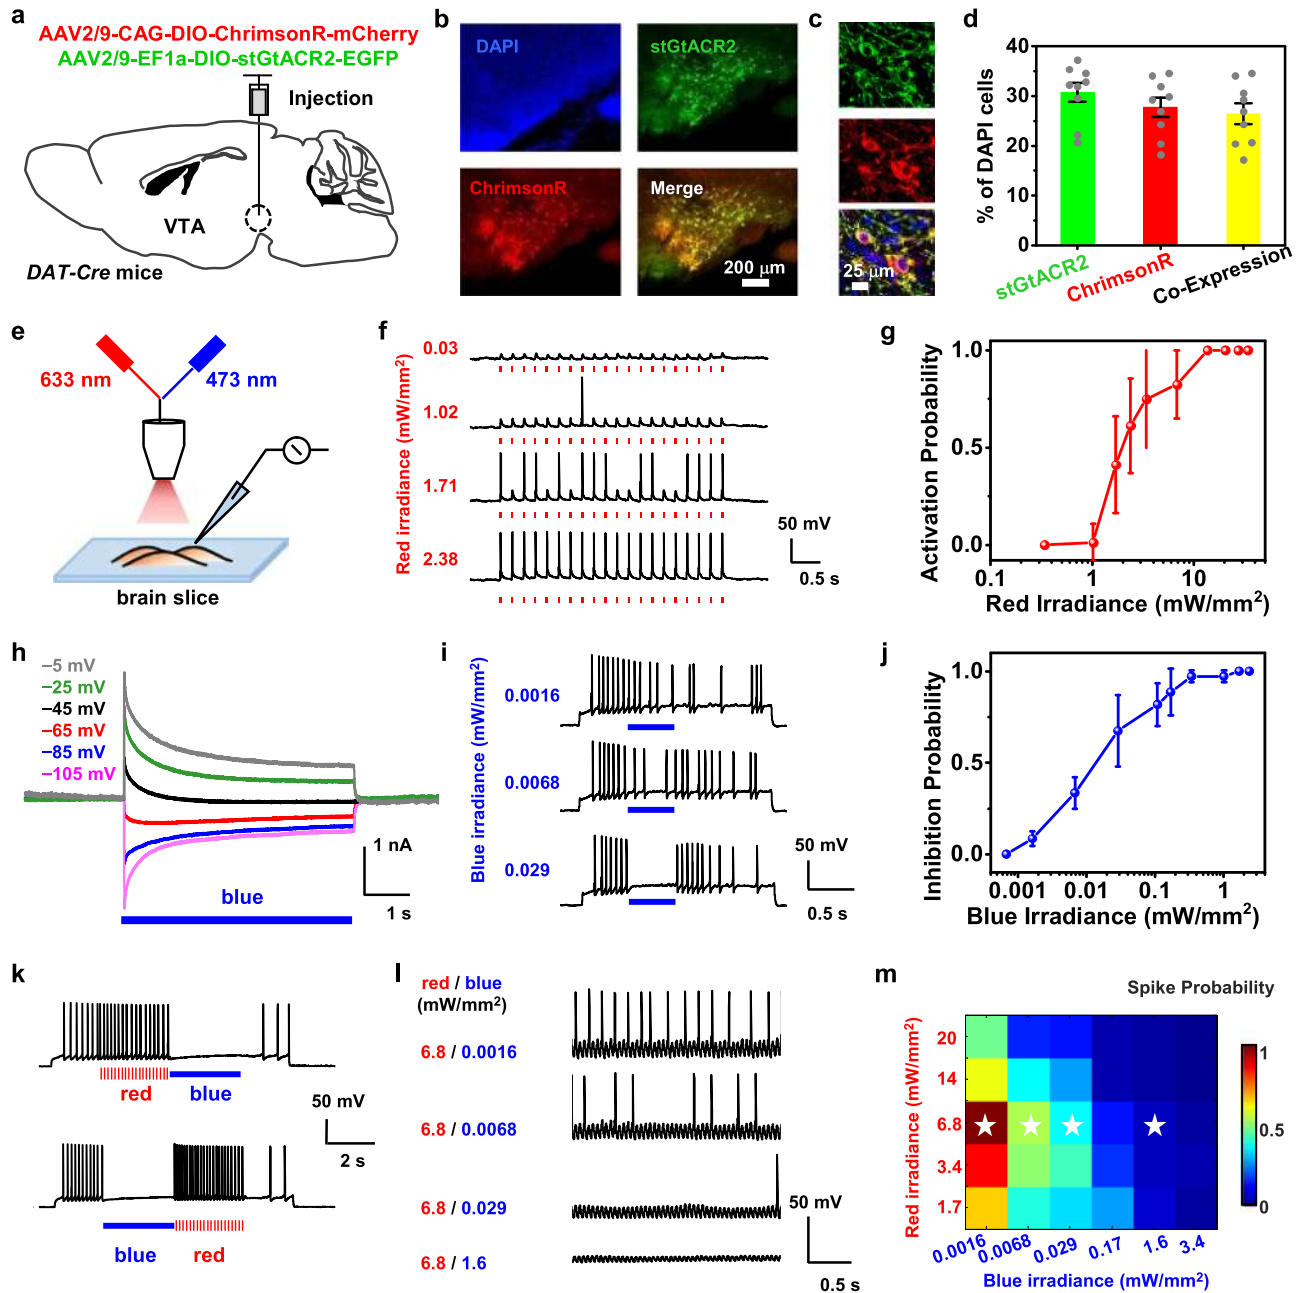 a
AAV2/9-CAG-DIO-ChrimsonR-mCherry
AAV2/9-EF1a-DIO-stGtACR2-EGFP
Injection
VTA
DAT-Cre mice
b
DAPI
stGtACR2
ChrimsonR
Merge
200 μm
c
25 μm
d
% of DAPI cells
40
30
20
10
0
stGtACR2
ChrimsonR
Co-Expression
e
633 nm
473 nm
brain slice
f
Red irradiance (mW/mm²)
0.03
1.02
1.71
2.38
50 mV
0.5 s
g
Activation Probability
1.0
0.5
0.0
0.1
1
10
Red Irradiance (mW/mm²)
h
−5 mV
−25 mV
−45 mV
−65 mV
−85 mV
−105 mV
1 nA
1 s
blue
i
Blue irradiance (mW/mm²)
0.0016
0.0068
0.029
50 mV
0.5 s
j
Inhibition Probability
1.0
0.5
0.0
0.001
0.01
0.1
1
Blue Irradiance (mW/mm²)
k
red
blue
50 mV
2 s
blue
red
l
red / blue
(mW/mm²)
6.8 / 0.0016
6.8 / 0.0068
6.8 / 0.029
6.8 / 1.6
50 mV
0.5 s
m
Spike Probability
Red irradiance (mW/mm²)
20
14
6.8
3.4
1.7
1
0.5
0
0.0016
0.0068
0.029
0.17
1.6
3.4
Blue irradiance (mW/mm²)